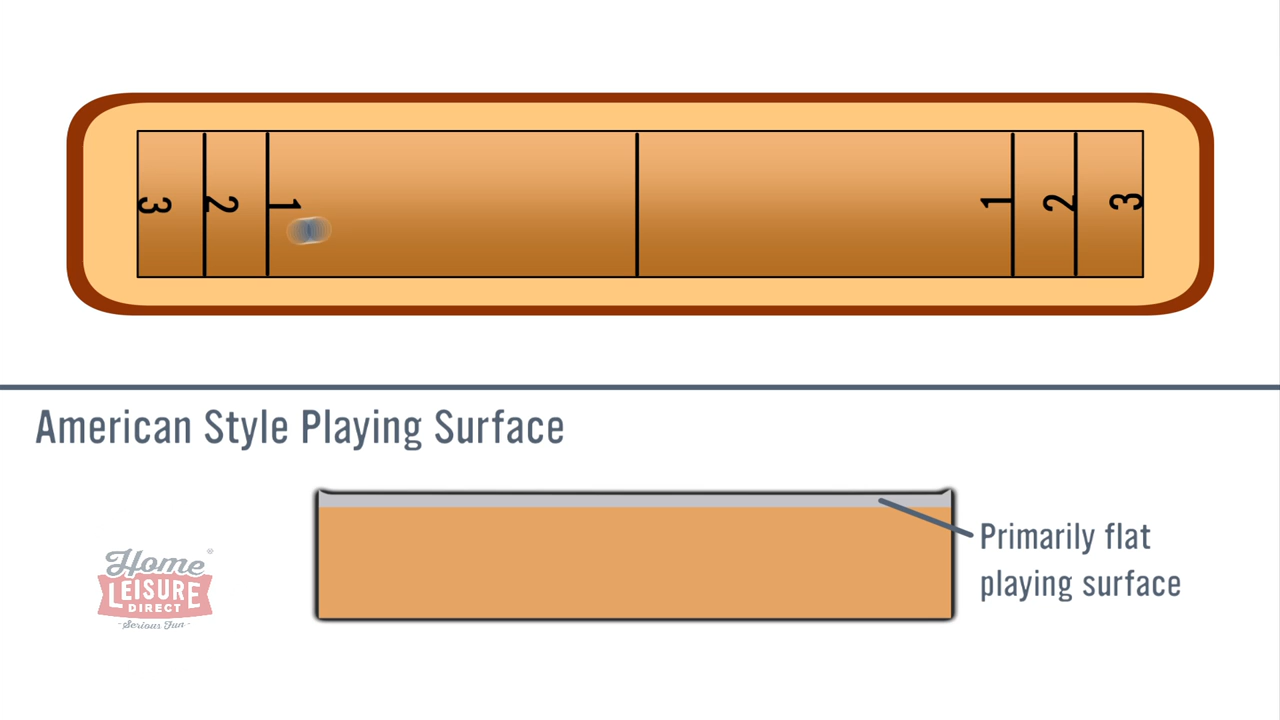 3 2 1 1 2 3
American Style Playing Surface
Primarily flat
playing surface
Home
LEISURE
DIRECT
- Serious Fun -
®